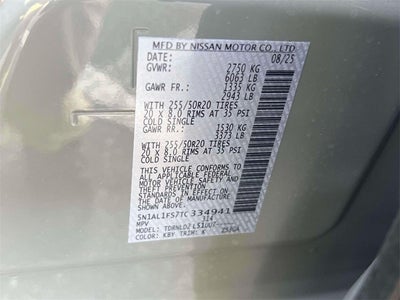 MFD BY NISSAN MOTOR CO., LTD
DATE: 08/25
GVWR: 2750 KG
6063 LB
GAWR FR.: 1335 KG
2943 LB
WITH 255/50R20 TIRES
20 X 8.0 RIMS AT 35 PSI
COLD SINGLE
GAWR RR.: 1530 KG
3373 LB
WITH 255/50R20 TIRES
20 X 8.0 RIMS AT 35 PSI
COLD SINGLE
THIS VEHICLE CONFORMS TO
ALL APPLICABLE FEDERAL
MOTOR VEHICLE SAFETY AND
THEFT PREVENTION
STANDARDS IN EFFECT ON
THE DATE OF MANUFACTURE
SHOWN ABOVE.
5N1AL1FS7TC334941
MPV
MODEL:
COLOR: KBY TRIM: K